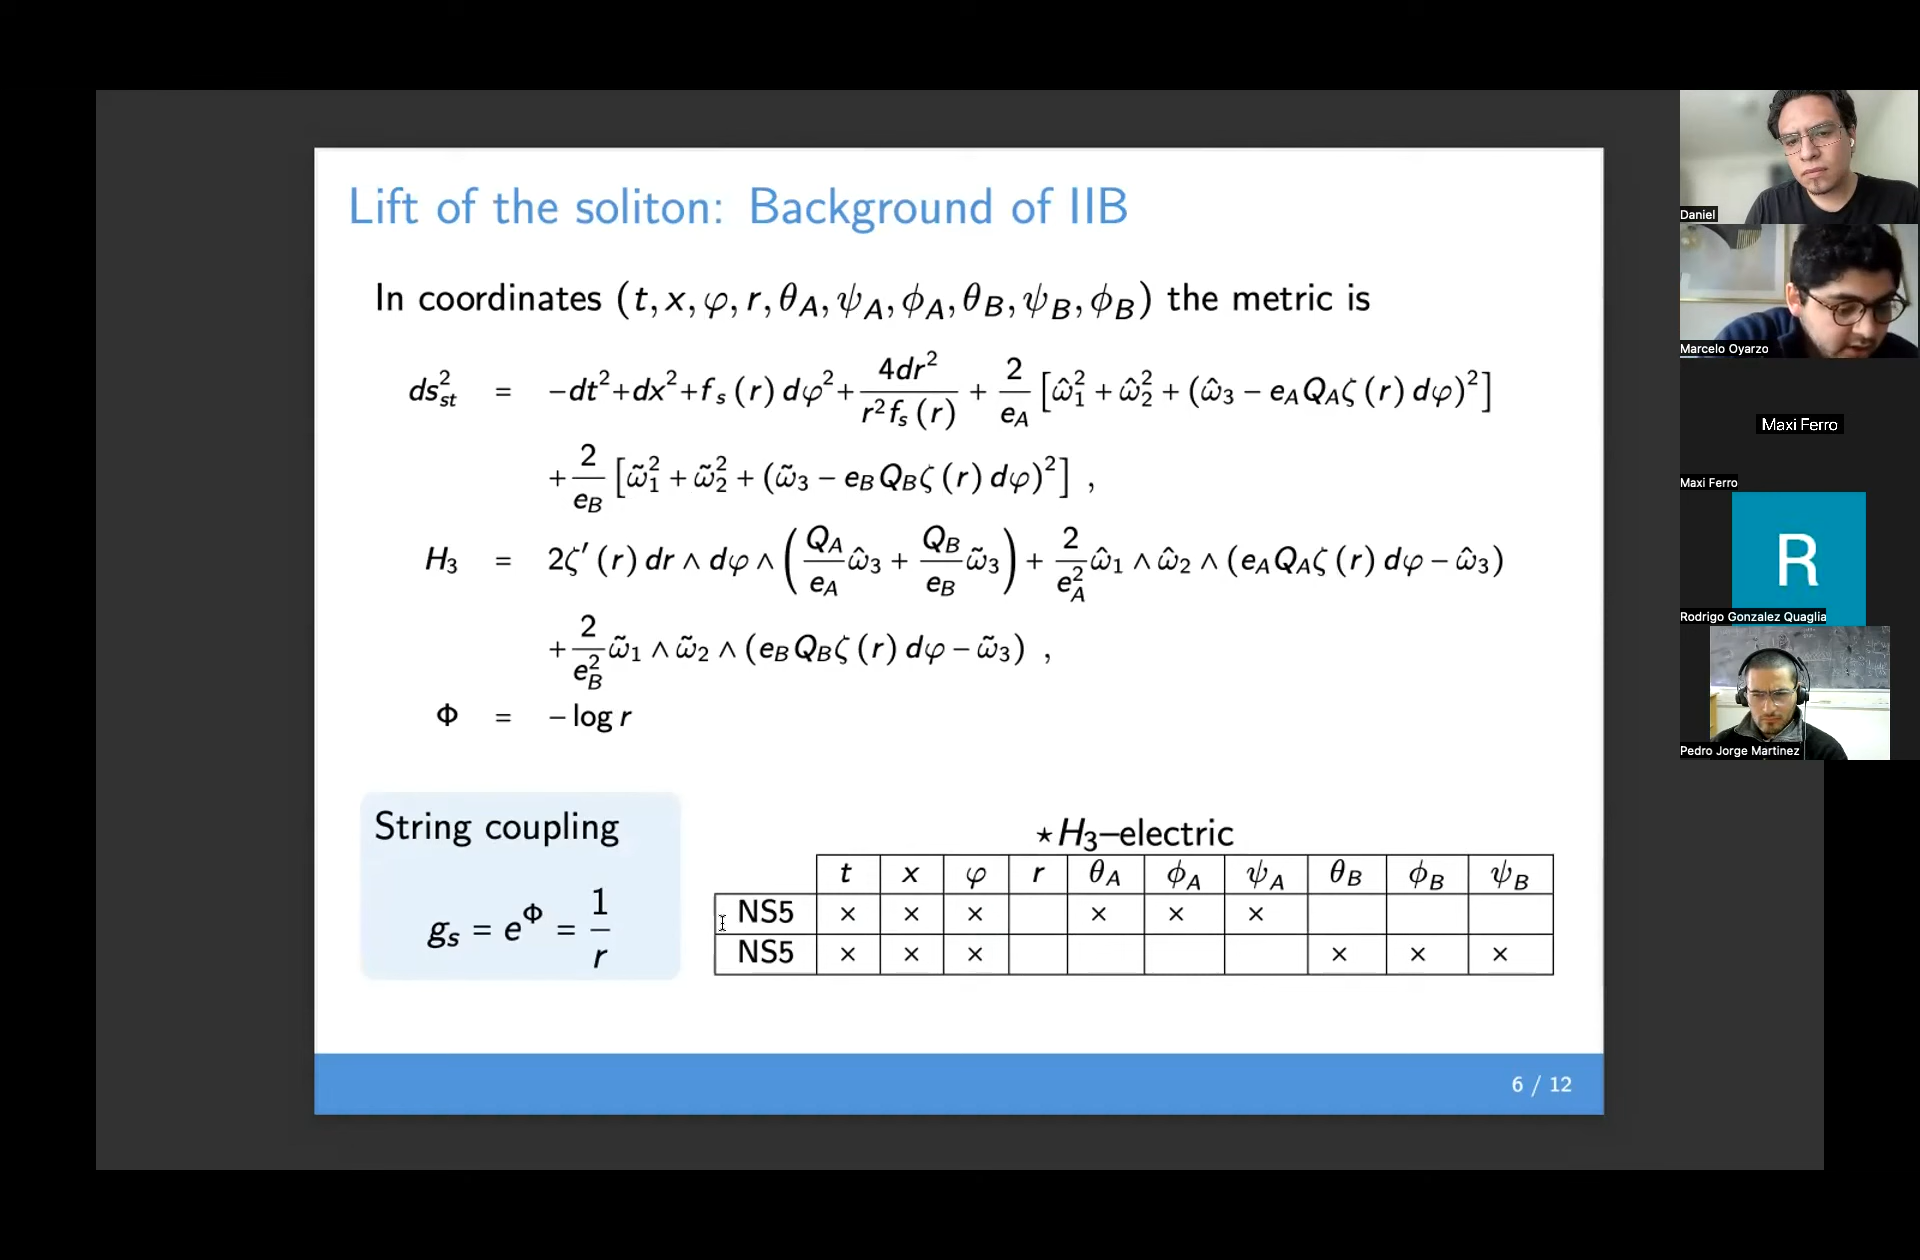 Lift of the soliton: Background of IIB
In coordinates (t, x, φ, r, θ_A, ψ_A, ϕ_A, θ_B, ψ_B, ϕ_B) the metric is
ds²_st = −dt²+dx²+f_s (r) dφ²+ 4dr² / r² f_s (r) + 2/e_A [ω̂₁² + ω̂₂² + (ω̂₃ − e_A Q_A ζ (r) dφ)²]
+ 2/e_B [ω̃₁² + ω̃₂² + (ω̃₃ − e_B Q_B ζ (r) dφ)²] ,
H₃ = 2ζ′ (r) dr ∧ dφ ∧ (Q_A/e_A ω̂₃ + Q_B/e_B ω̃₃) + 2/e_A² ω̂₁ ∧ ω̂₂ ∧ (e_A Q_A ζ (r) dφ − ω̂₃)
+ 2/e_B² ω̃₁ ∧ ω̃₂ ∧ (e_B Q_B ζ (r) dφ − ω̃₃) ,
Φ = − log r
String coupling
g_s = e^Φ = 1/r
⋆H₃–electric
t x φ r θ_A ϕ_A ψ_A θ_B ϕ_B ψ_B
NS5 × × × × × ×
NS5 × × × × × ×
6 / 12
Daniel
Marcelo Oyarzo
Maxi Ferro
Maxi Ferro
R
Rodrigo Gonzalez Quaglia
Pedro Jorge Martinez